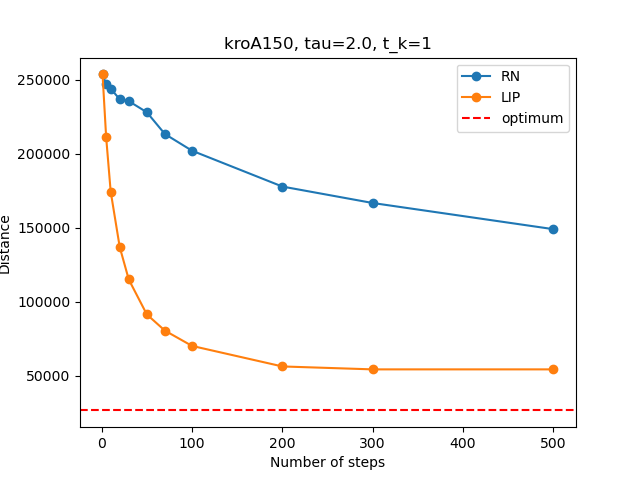 kroA150, tau=2.0, t_k=1
RN
LIP
optimum
Distance
250000
200000
150000
100000
50000
0
100
200
300
400
500
Number of steps